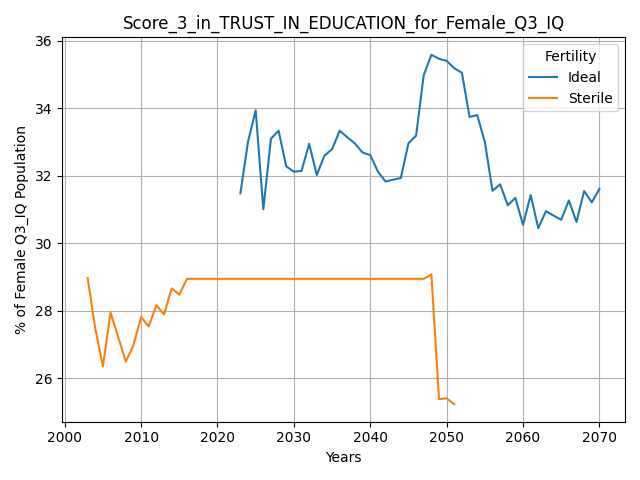 Score_3_in_TRUST_IN_EDUCATION_for_Female_Q3_IQ
% of Female Q3_IQ Population
36
34
32
30
28
26
Fertility
Ideal
Sterile
2000 2010 2020 2030 2040 2050 2060 2070
Years